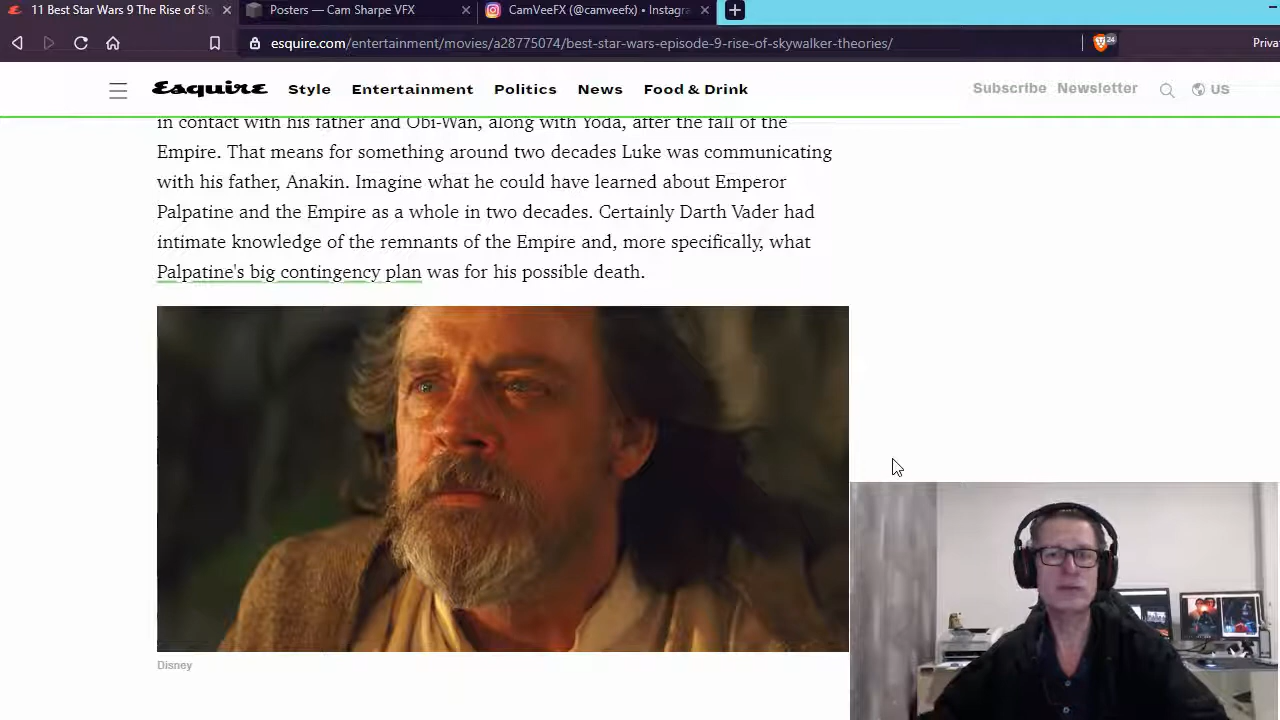 11 Best Star Wars 9 The Rise of Sk
Posters — Cam Sharpe VFX
CamVeeFX (@camveefx) • Instagra
esquire.com/entertainment/movies/a28775074/best-star-wars-episode-9-rise-of-skywalker-theories/
24
Priva
Esquire
Style
Entertainment
Politics
News
Food & Drink
Subscribe
Newsletter
US
in contact with his father and Obi-Wan, along with Yoda, after the fall of the
Empire. That means for something around two decades Luke was communicating
with his father, Anakin. Imagine what he could have learned about Emperor
Palpatine and the Empire as a whole in two decades. Certainly Darth Vader had
intimate knowledge of the remnants of the Empire and, more specifically, what
Palpatine's big contingency plan was for his possible death.
Disney